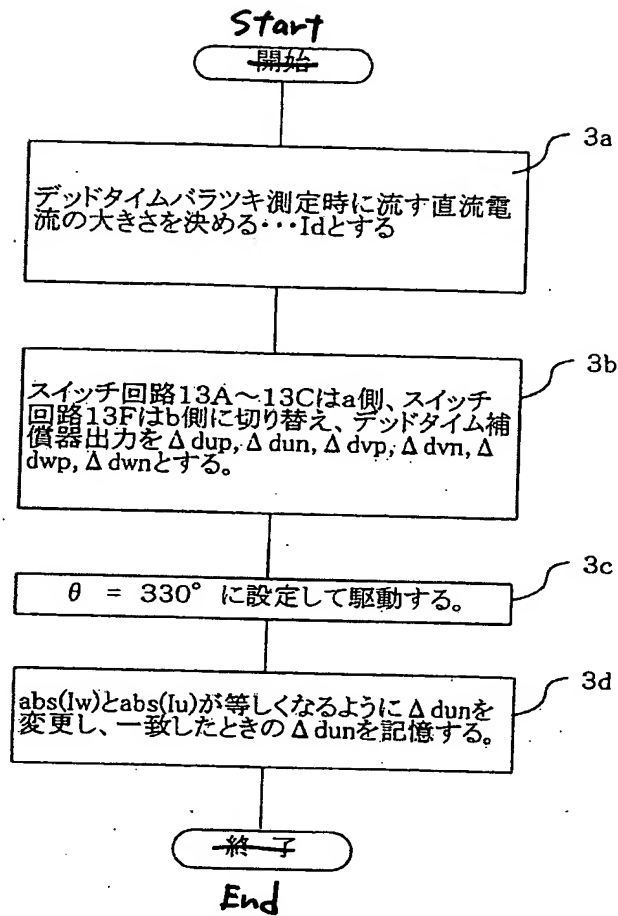 Start
開始
3a
デッドタイムバラツキ測定時に流す直流電
流の大きさを決める・・・Idとする
3b
スイッチ回路13A～13Cはa側、スイッチ
回路13Fはb側に切り替え、デッドタイム補
償器出力をΔdup, Δdun, Δdvp, Δdvn, Δ
dwp, Δdwnとする。
3c
θ = 330° に設定して駆動する。
3d
abs(Iw)とabs(Iu)が等しくなるようにΔdunを
変更し、一致したときのΔdunを記憶する。
終 了
End